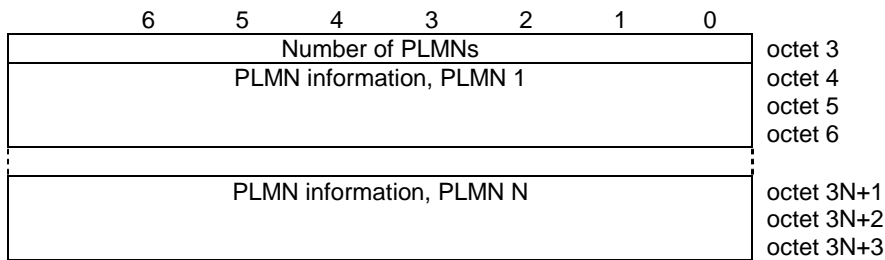 6 5 4 3 2 1 0
Number of PLMNs octet 3
PLMN information, PLMN 1 octet 4
octet 5
octet 6
PLMN information, PLMN N octet 3N+1
octet 3N+2
octet 3N+3